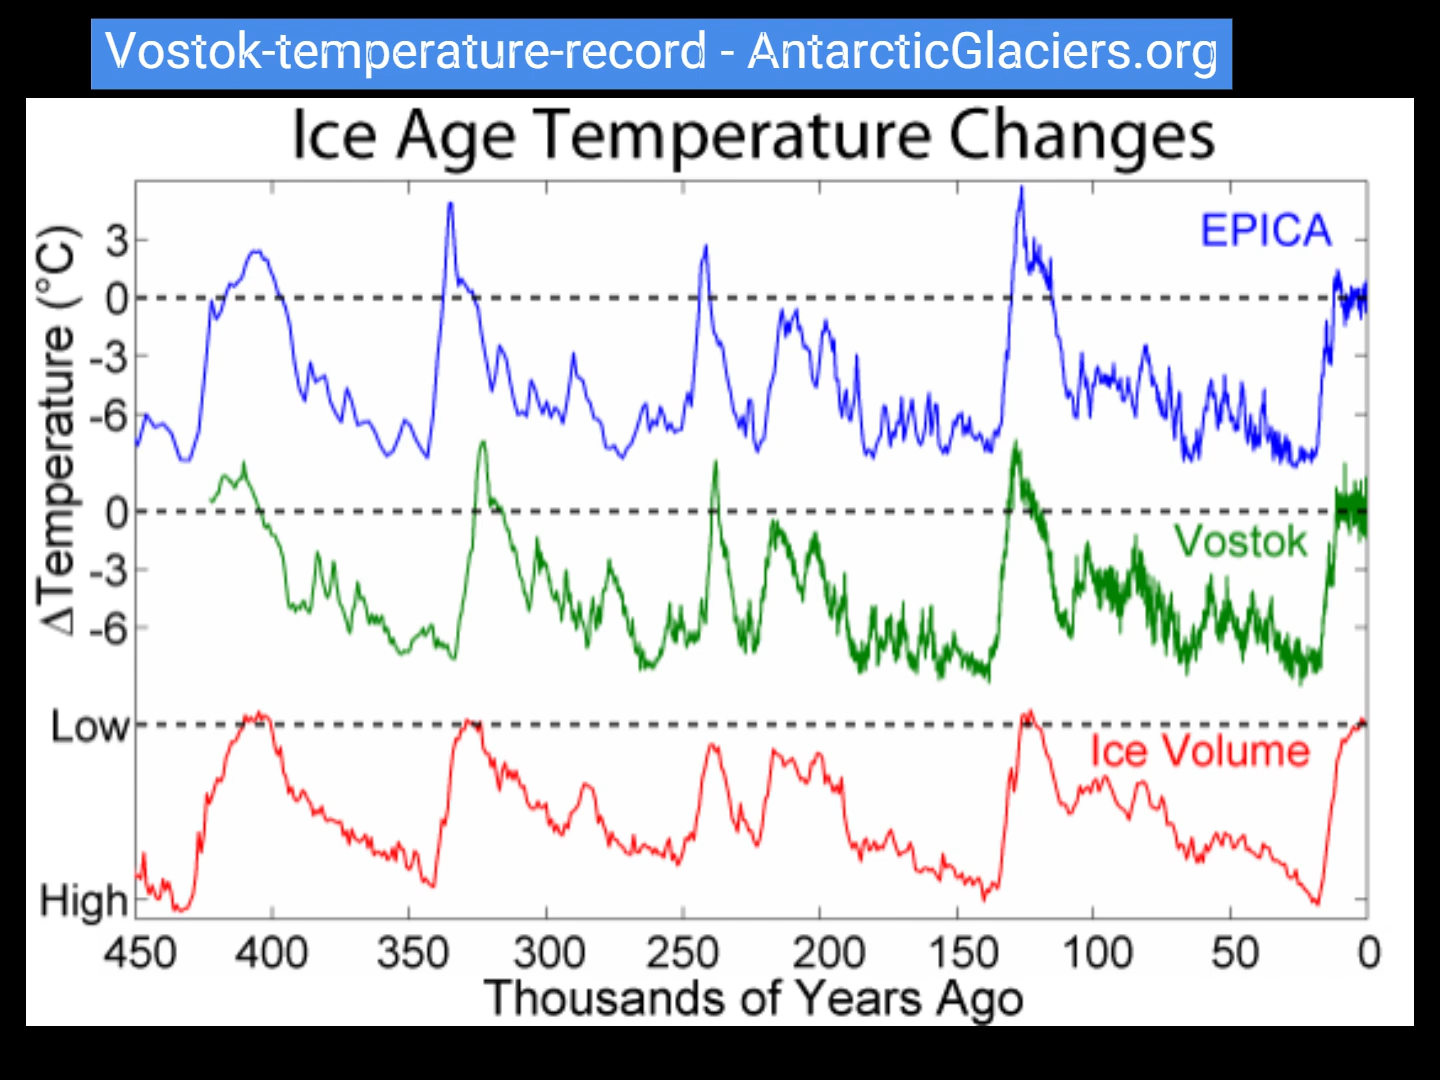 Vostok-temperature-record - AntarcticGlaciers.org
Ice Age Temperature Changes
EPICA
3
0
-3
-6
ΔTemperature (°C)
0
Vostok
-3
-6
Low
Ice Volume
High
450 400 350 300 250 200 150 100 50 0
Thousands of Years Ago